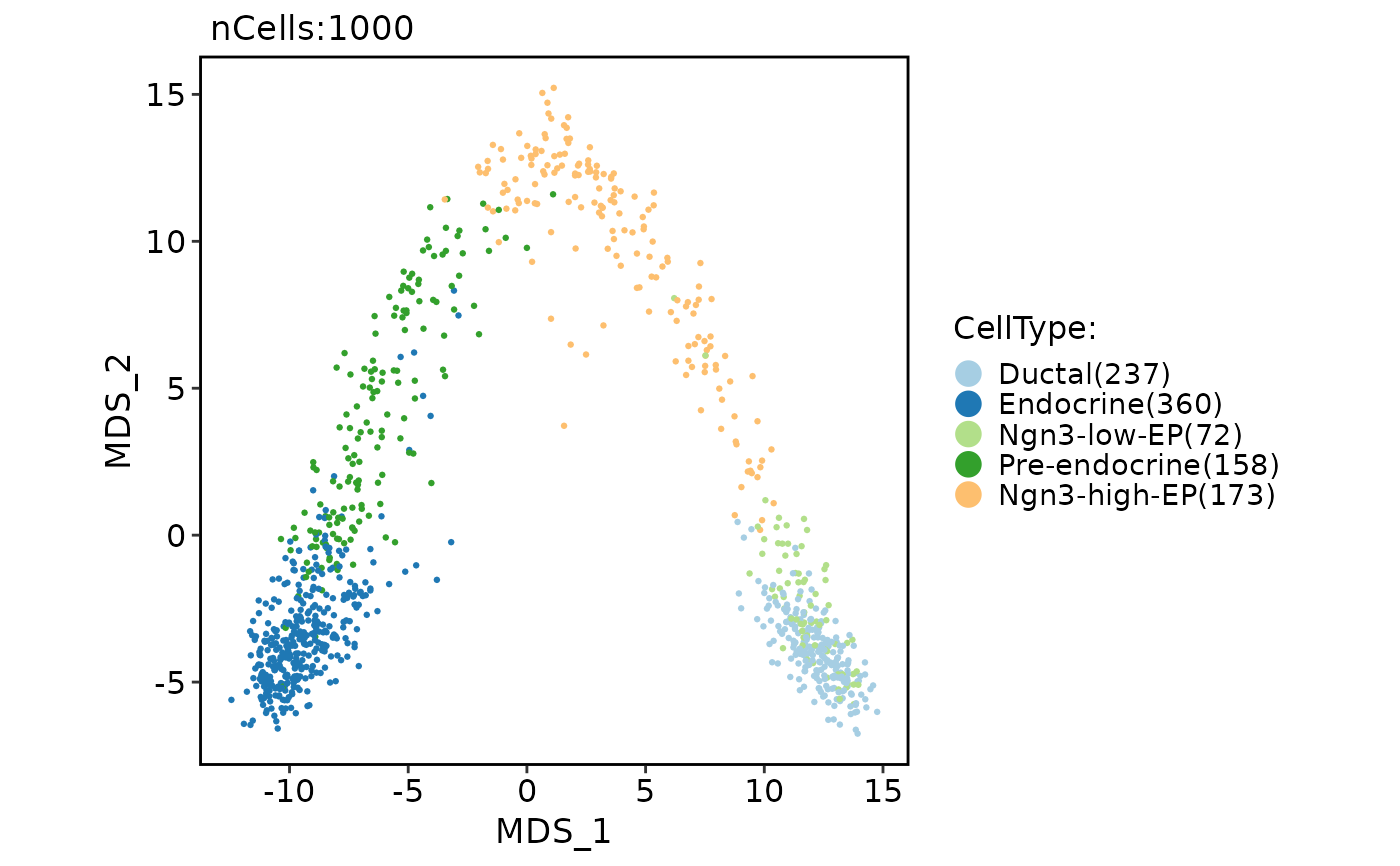 nCells:1000
15
10
5
0
-5
MDS_2
-10
-5
0
5
10
15
MDS_1
CellType:
Ductal(237)
Endocrine(360)
Ngn3-low-EP(72)
Pre-endocrine(158)
Ngn3-high-EP(173)